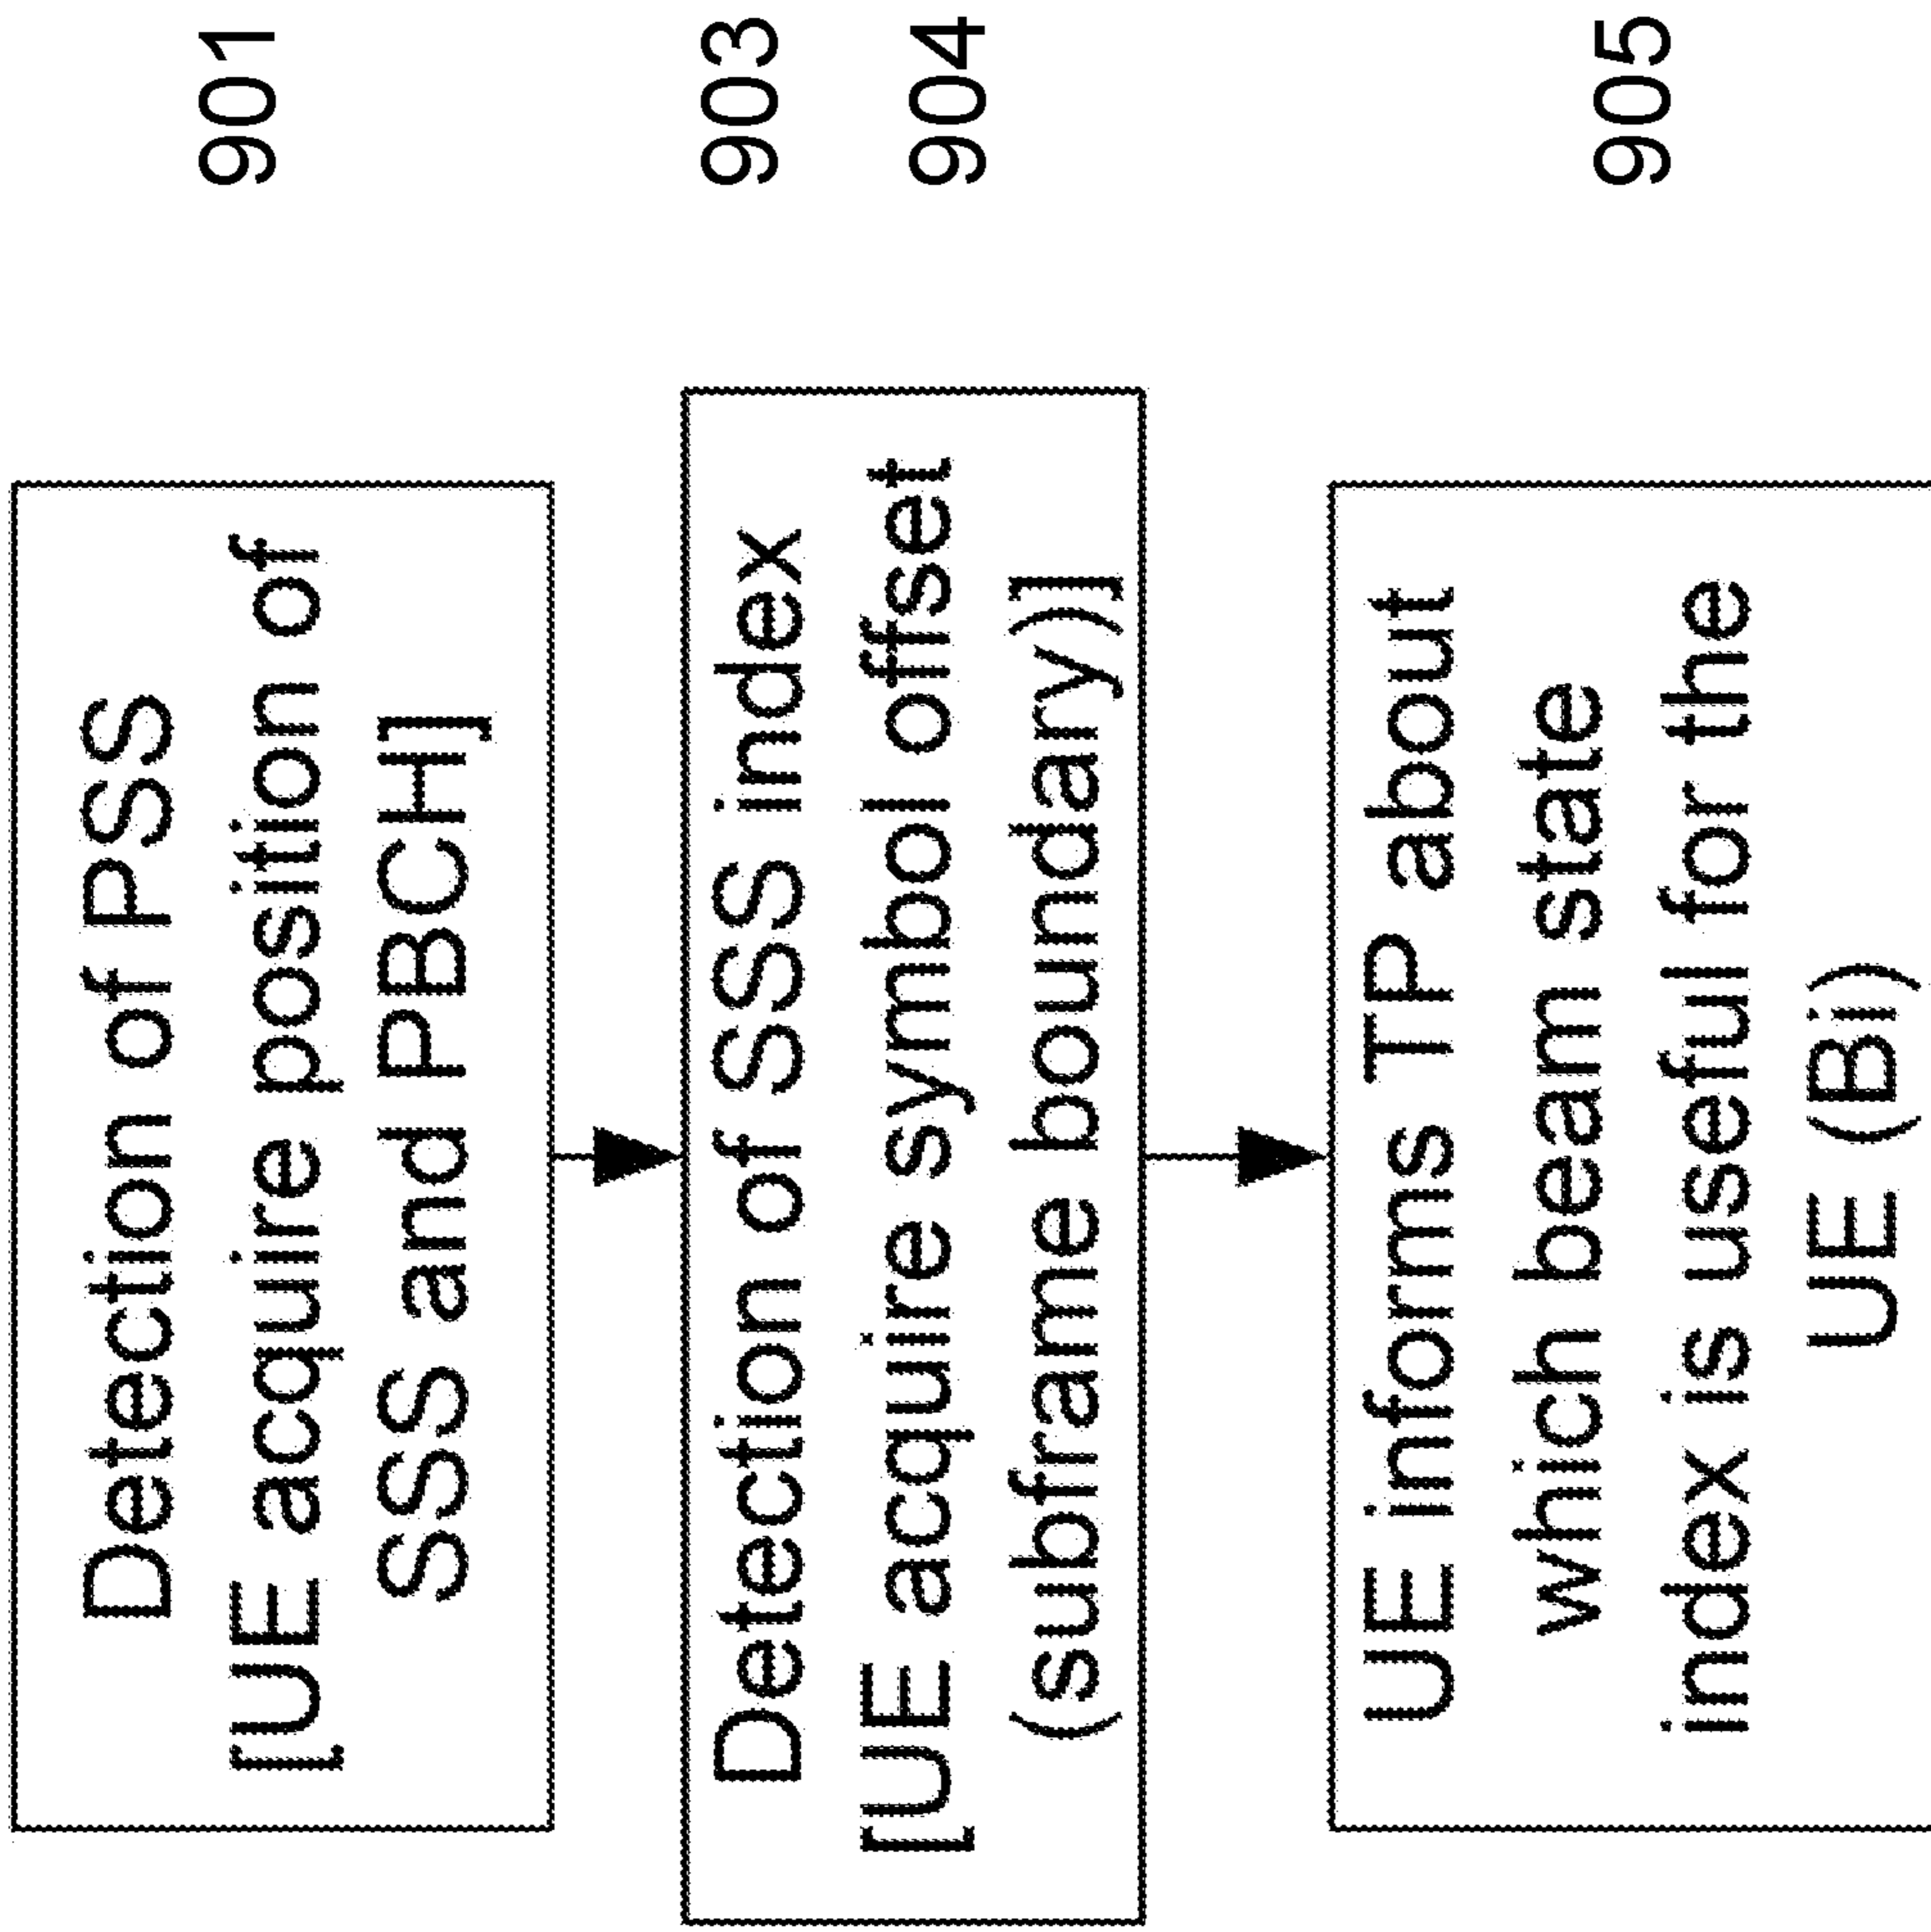 Detection of PSS
[UE acquire position of
SSS and PBCH]
901
Detection of SSS index
[UE acquire symbol offset
(subframe boundary)]
903
904
UE informs TP about
which beam state
index is useful for the
UE (Bi)
905